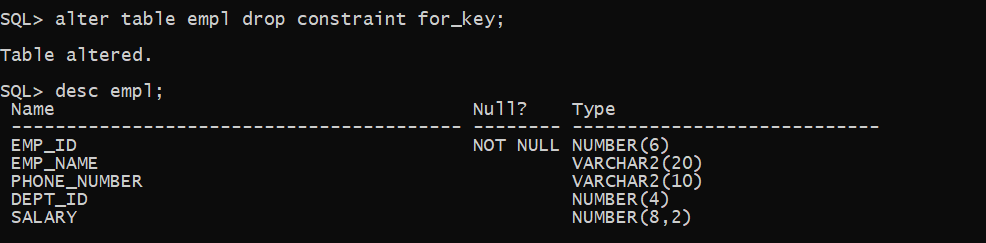 SQL> alter table empl drop constraint for_key;
Table altered.
SQL> desc empl;
Name                                      Null?    Type
----------------------------------------- -------- ----------------------------
EMP_ID                                    NOT NULL NUMBER(6)
EMP_NAME                                           VARCHAR2(20)
PHONE_NUMBER                                       VARCHAR2(10)
DEPT_ID                                            NUMBER(4)
SALARY                                             NUMBER(8,2)